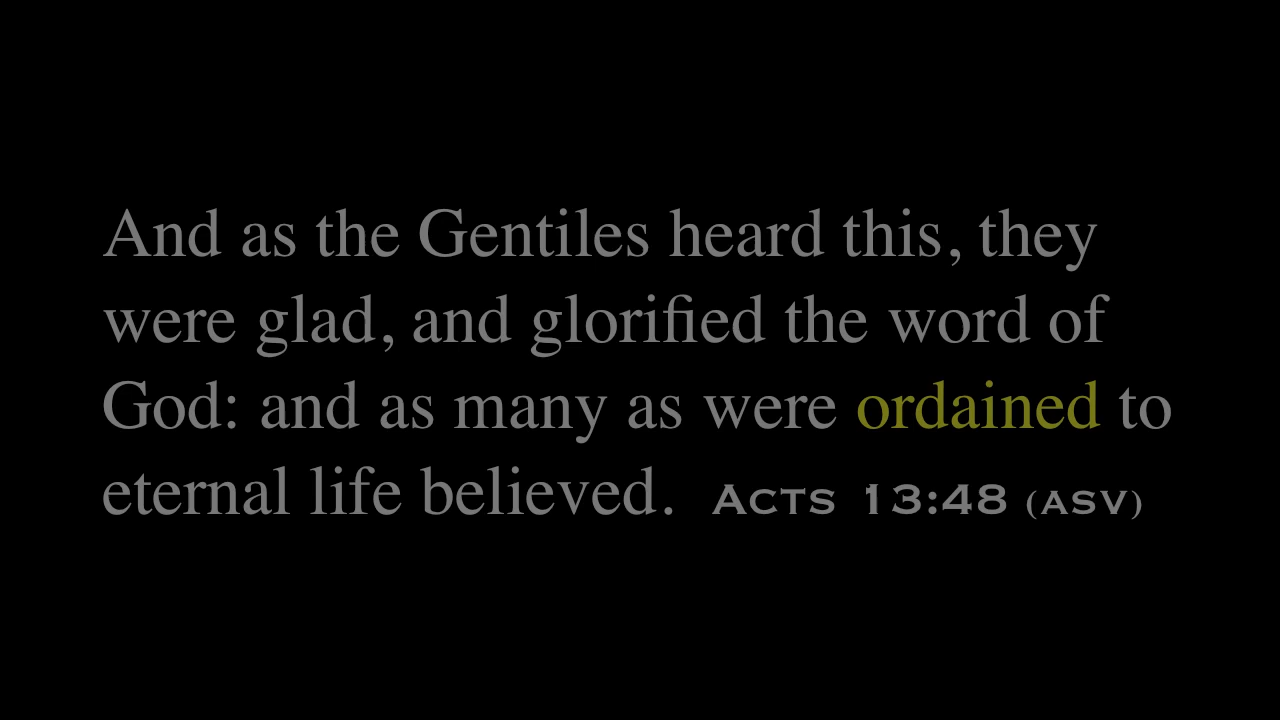 And as the Gentiles heard this, they
were glad, and glorified the word of
God: and as many as were ordained to
eternal life believed. Acts 13:48 (ASV)